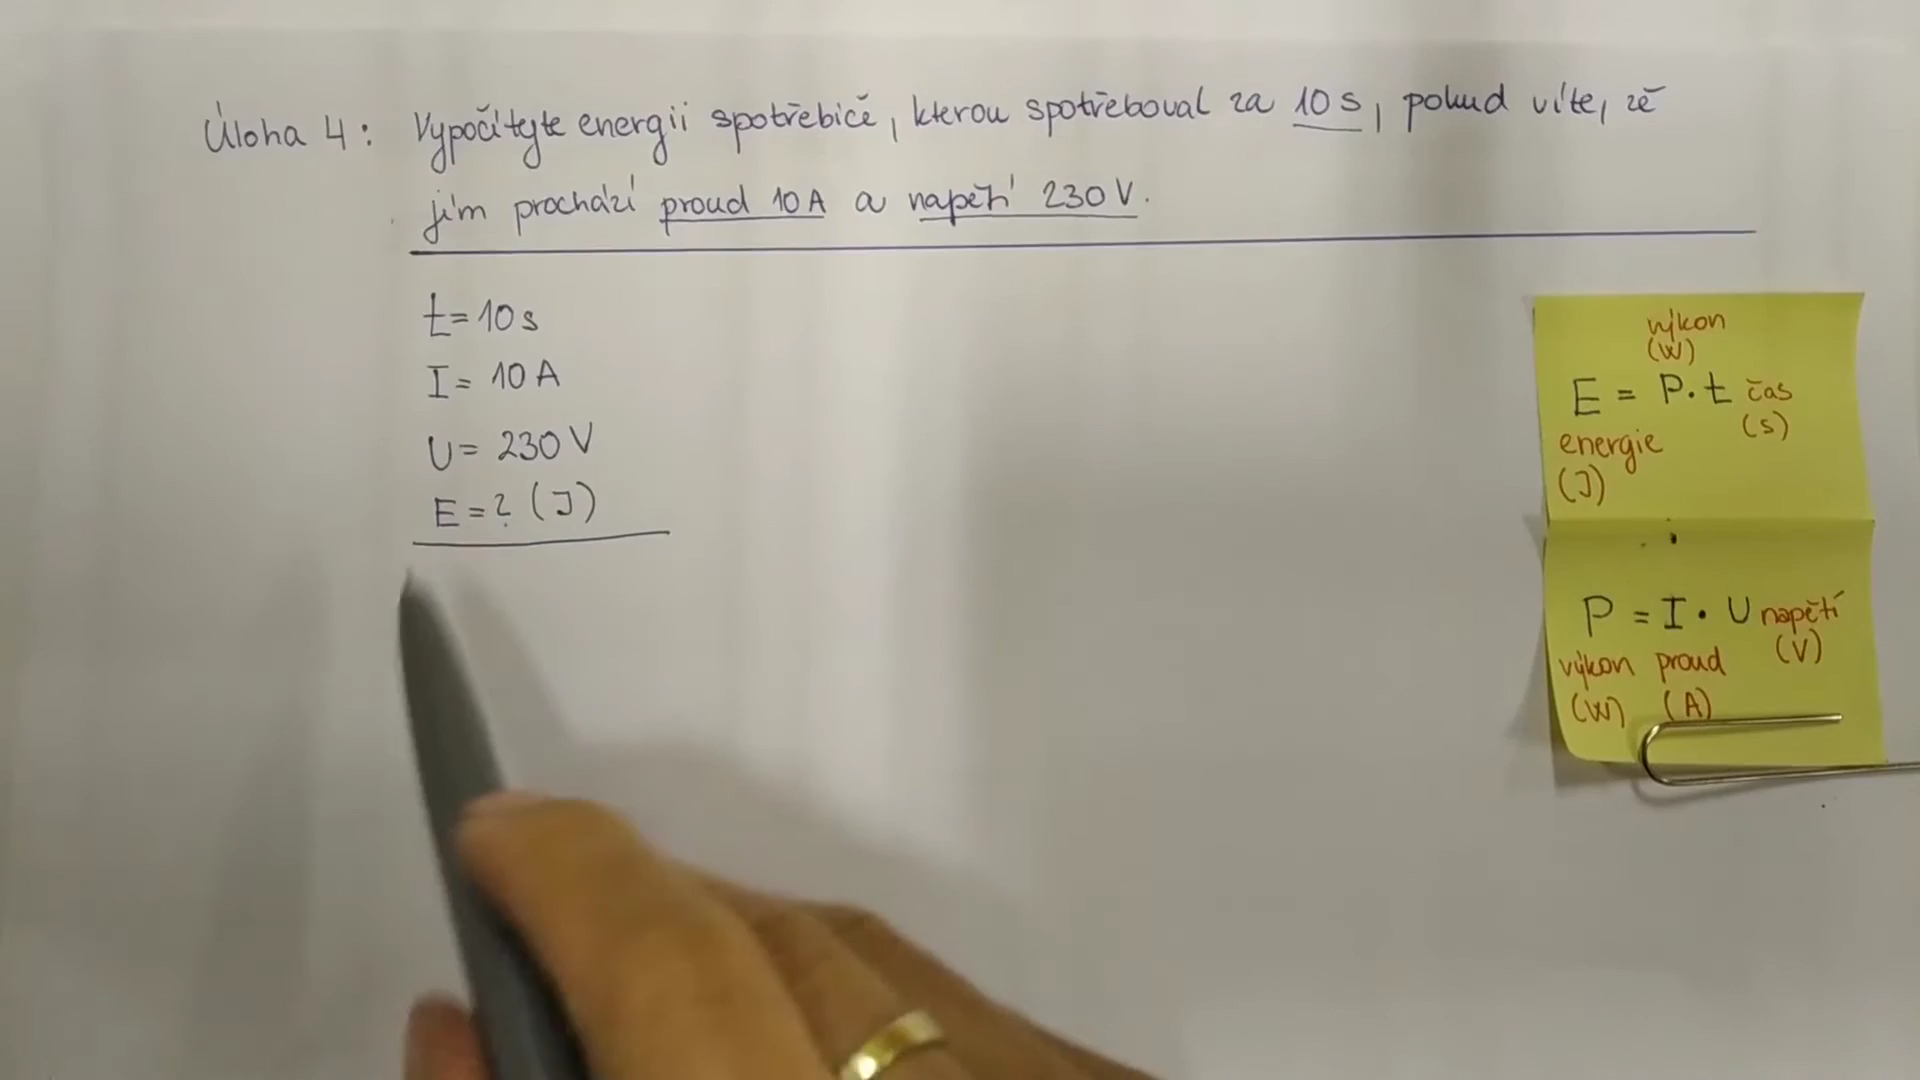 Úloha 4: Vypočítejte energii spotřebiče, kterou spotřeboval za 10 s, pokud víte, že
jím prochází proud 10 A a napětí 230 V.
t = 10 s
I = 10 A
U = 230 V
E = ? (J)
výkon
(W)
E = P · t čas
(s)
energie
(J)
P = I · U napětí
(V)
výkon proud
(W) (A)